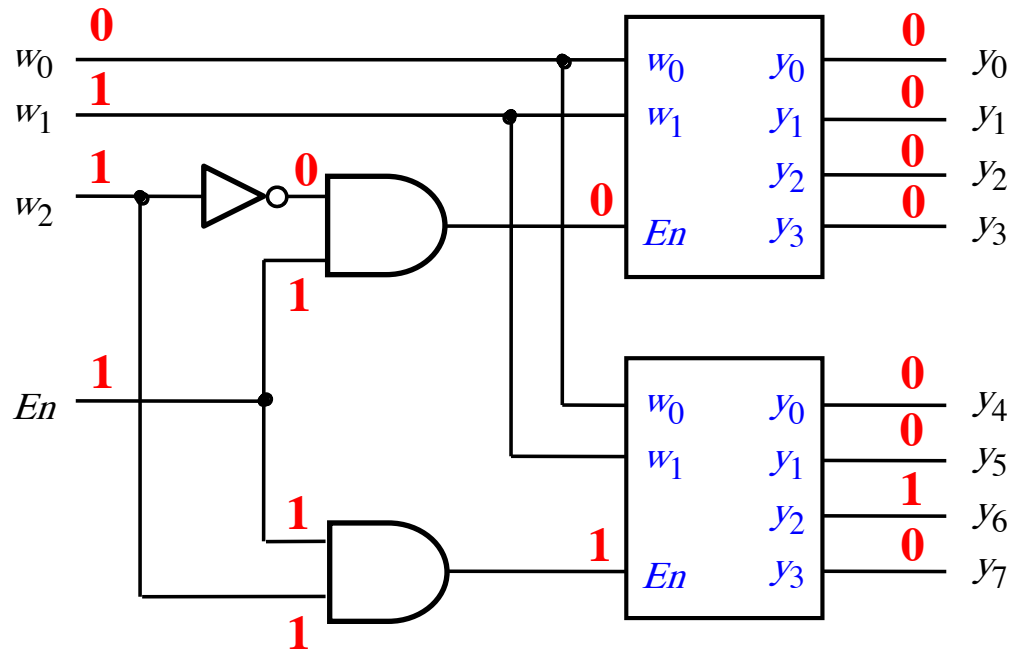 0 0
w0 w0 y0 y0
1 0
w1 w1 y1 y1
1 0 0
w2 y2 y2
0 0
En y3 y3
1
1 0
En w0 y0 y4
0
w1 y1 y5
1 1
y2 y6
1 0
En y3 y7
1